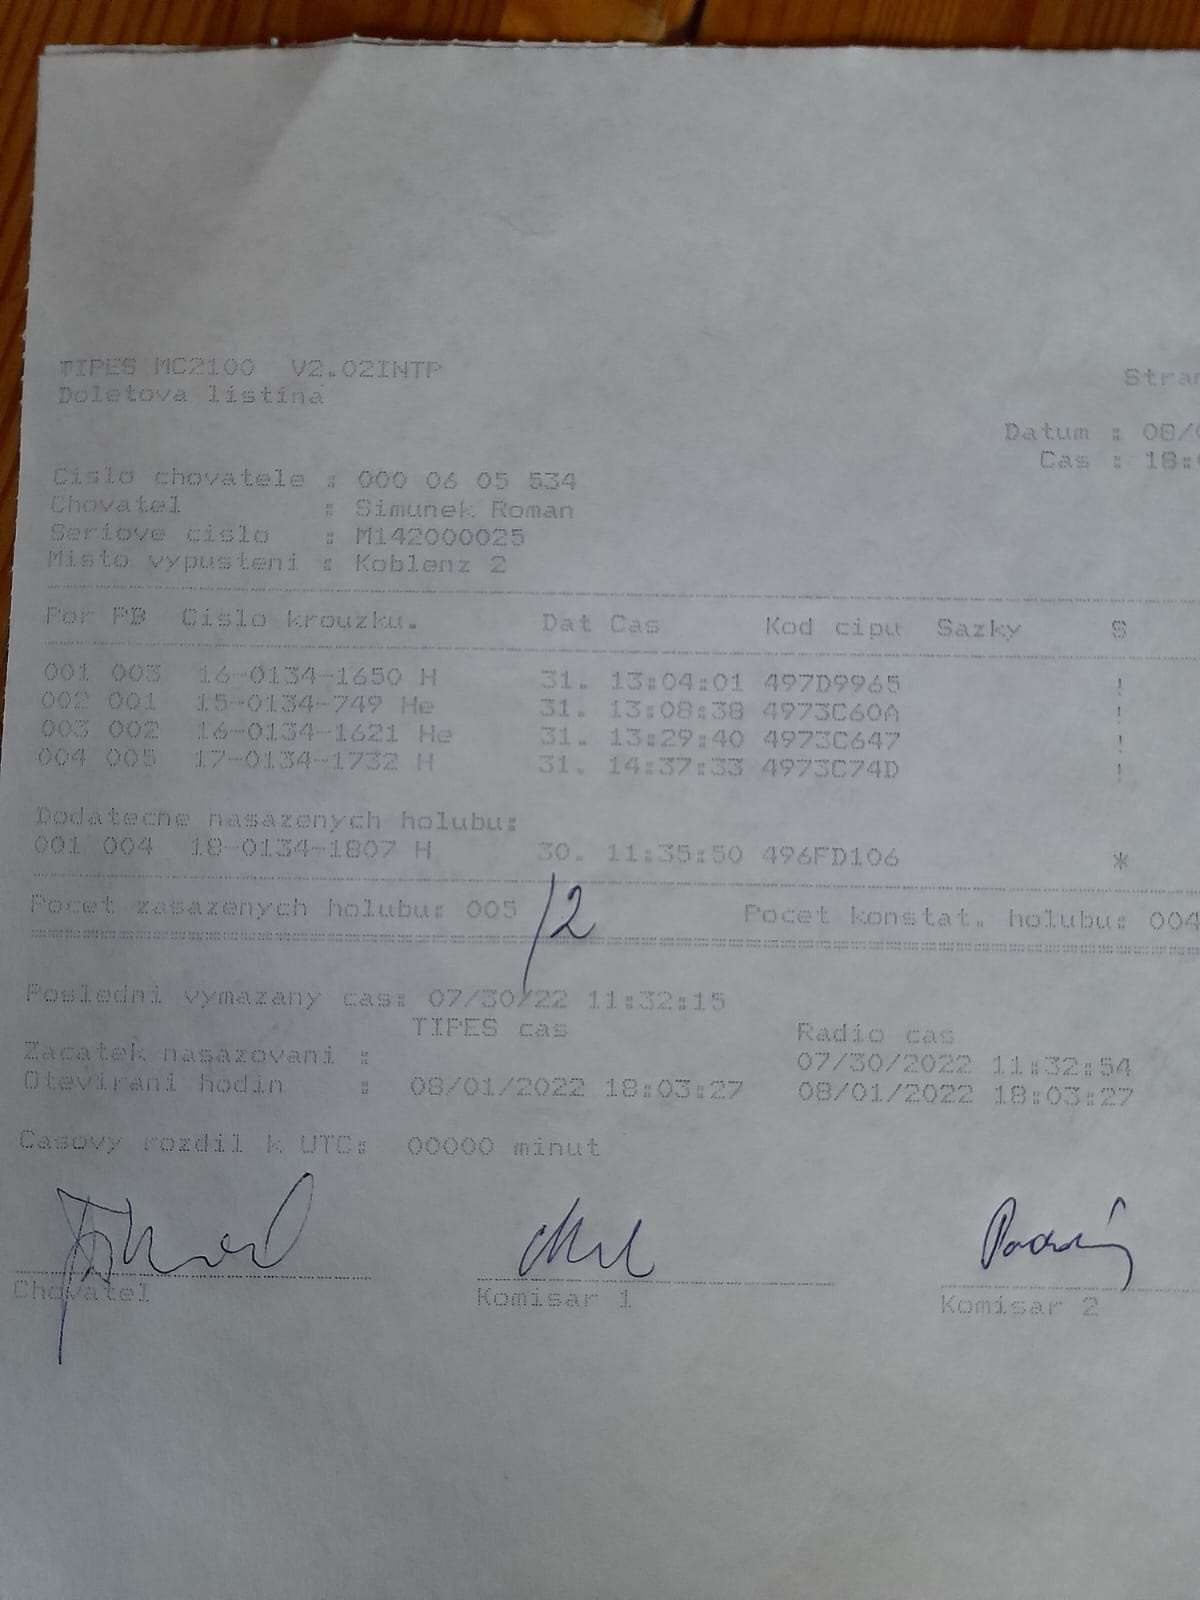 TIPES MC2100 V2.02INTP
Stran
Doletova listina
Datum : 08/0
Cas : 18:
Cislo chovatele : 000 06 05 534
Chovatel : Simunek Roman
Seriove cislo : M142000025
Misto vypusteni : Koblenz 2
Por PB Cislo krouzku. Dat Cas Kod cipu Sazky S
001 003 16-0134-1650 H 31. 13:04:01 497D9965 !
002 001 15-0134-749 He 31. 13:08:38 4973C60A !
003 002 16-0134-1621 He 31. 13:29:40 4973C647 !
004 005 17-0134-1732 H 31. 14:37:33 4973C74D !
Dodatecne nasazenych holubu:
001 004 18-0134-1807 H 30. 11:35:50 496FD106 *
Pocet zasazenych holubu: 005 /2 Pocet konstat. holubu: 004
Posledni vymazany cas: 07/30/22 11:32:15
TIPES cas Radio cas
Zacatek nasazovani : 07/30/2022 11:32:54
Otevirani hodin : 08/01/2022 18:03:27 08/01/2022 18:03:27
Casovy rozdil k UTC: 00000 minut
Chovatel Komisar 1 Komisar 2